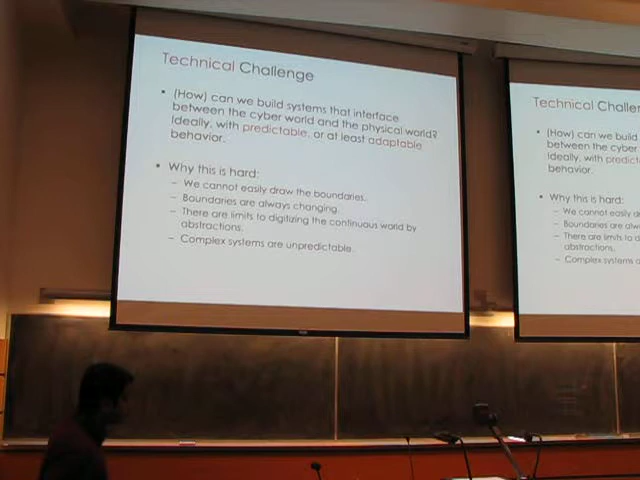 Technical Challenge
• (How) can we build systems that interface
between the cyber world and the physical world?
Ideally, with predictable, or at least adaptable
behavior.
• Why this is hard:
– We cannot easily draw the boundaries.
– Boundaries are always changing.
– There are limits to digitizing the continuous world by
abstractions.
– Complex systems are unpredictable.
Technical Challe
• (How) can we build
between the cyber
Ideally, with predict
behavior.
• Why this is hard:
– We cannot easily d
– Boundaries are alw
– There are limits to d
abstractions.
– Complex systems a